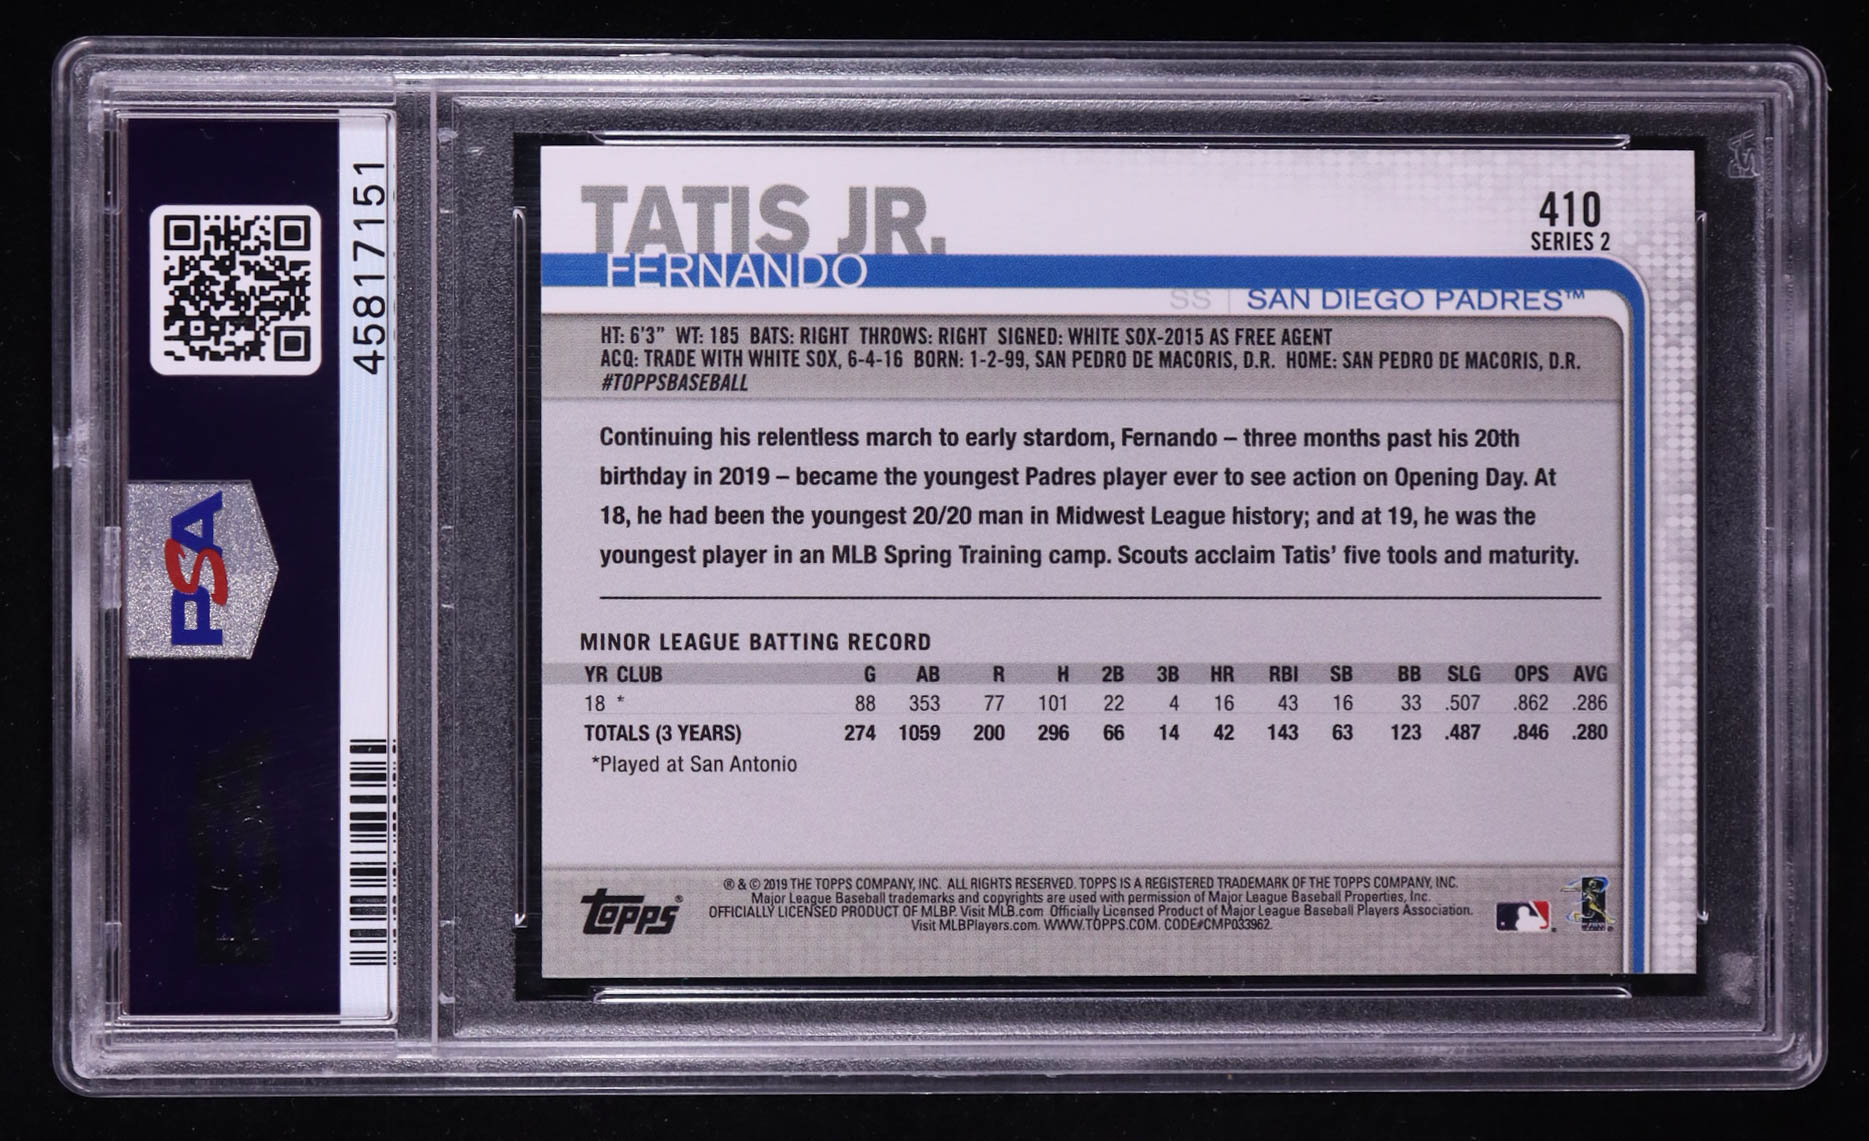 45817151
PSA
TATIS JR.
FERNANDO
410
SERIES 2
SS | SAN DIEGO PADRES™
HT: 6'3" WT: 185 BATS: RIGHT THROWS: RIGHT SIGNED: WHITE SOX-2015 AS FREE AGENT
ACQ: TRADE WITH WHITE SOX, 6-4-16 BORN: 1-2-99, SAN PEDRO DE MACORIS, D.R. HOME: SAN PEDRO DE MACORIS, D.R.
#TOPPSBASEBALL
Continuing his relentless march to early stardom, Fernando – three months past his 20th
birthday in 2019 – became the youngest Padres player ever to see action on Opening Day. At
18, he had been the youngest 20/20 man in Midwest League history; and at 19, he was the
youngest player in an MLB Spring Training camp. Scouts acclaim Tatis' five tools and maturity.
MINOR LEAGUE BATTING RECORD
YR CLUB G AB R H 2B 3B HR RBI SB BB SLG OPS AVG
18 * 88 353 77 101 22 4 16 43 16 33 .507 .862 .286
TOTALS (3 YEARS) 274 1059 200 296 66 14 42 143 63 123 .487 .846 .280
*Played at San Antonio
topps®
® & © 2019 THE TOPPS COMPANY, INC. ALL RIGHTS RESERVED. TOPPS IS A REGISTERED TRADEMARK OF THE TOPPS COMPANY, INC.
Major League Baseball trademarks and copyrights are used with permission of Major League Baseball Properties, Inc.
OFFICIALLY LICENSED PRODUCT OF MLBP. Visit MLB.com Officially Licensed Product of Major League Baseball Players Association.
Visit MLBPlayers.com. WWW.TOPPS.COM. CODE#CMP033962.